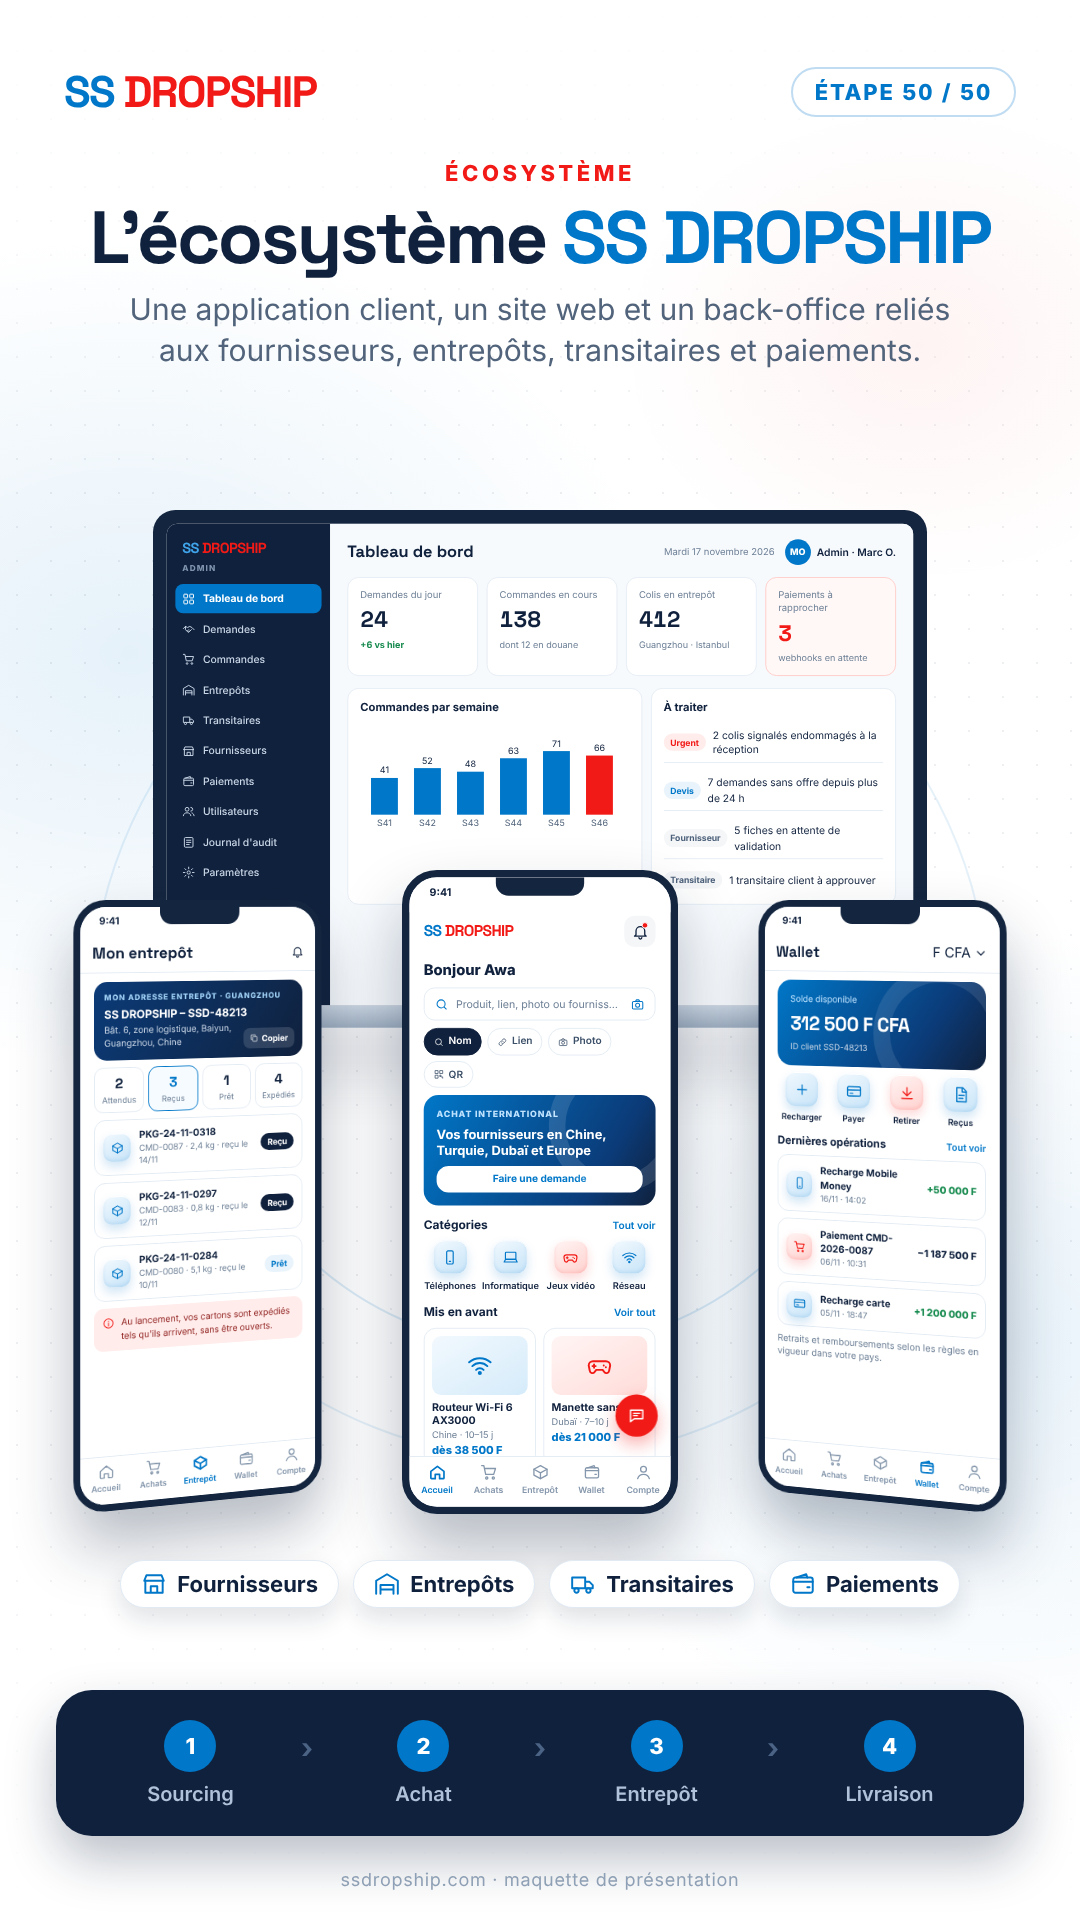 SS DROPSHIP
ÉTAPE 50 / 50
ÉCOSYSTÈME
L'écosystème SS DROPSHIP
Une application client, un site web et un back-office reliés
aux fournisseurs, entrepôts, transitaires et paiements.
SS DROPSHIP
ADMIN
Tableau de bord
Demandes
Commandes
Entrepôts
Transitaires
Fournisseurs
Paiements
Utilisateurs
Journal d'audit
Paramètres
Tableau de bord
Mardi 17 novembre 2026
MO
Admin · Marc O.
Demandes du jour
24
+6 vs hier
Commandes en cours
138
dont 12 en douane
Colis en entrepôt
412
Guangzhou · Istanbul
Paiements à
rapprocher
3
webhooks en attente
Commandes par semaine
41
52
48
63
71
66
S41
S42
S43
S44
S45
S46
À traiter
Urgent
2 colis signalés endommagés à la
réception
Devis
7 demandes sans offre depuis plus
de 24 h
Fournisseur
5 fiches en attente de
validation
Transitaire
1 transitaire client à approuver
9:41
Mon entrepôt
MON ADRESSE ENTREPÔT · GUANGZHOU
SS DROPSHIP – SSD-48213
Bât. 6, zone logistique, Baiyun,
Guangzhou, Chine
Copier
2
Attendus
3
Reçus
1
Prêt
4
Expédiés
PKG-24-11-0318
CMD-0087 · 2,4 kg · reçu le
14/11
Reçu
PKG-24-11-0297
CMD-0083 · 0,8 kg · reçu le
12/11
Reçu
PKG-24-11-0284
CMD-0080 · 5,1 kg · reçu le
10/11
Prêt
Au lancement, vos cartons sont expédiés
tels qu'ils arrivent, sans être ouverts.
Accueil
Achats
Entrepôt
Wallet
Compte
9:41
SS DROPSHIP
Bonjour Awa
Produit, lien, photo ou fourniss...
Nom
Lien
Photo
QR
ACHAT INTERNATIONAL
Vos fournisseurs en Chine,
Turquie, Dubaï et Europe
Faire une demande
Catégories
Tout voir
Téléphones
Informatique
Jeux vidéo
Réseau
Mis en avant
Voir tout
Routeur Wi-Fi 6
AX3000
Chine · 10–15 j
dès 38 500 F
Manette sans
Dubaï · 7–10 j
dès 21 000 F
Accueil
Achats
Entrepôt
Wallet
Compte
9:41
Wallet
F CFA
Solde disponible
312 500 F CFA
ID client SSD-48213
Recharger
Payer
Retirer
Reçus
Dernières opérations
Tout voir
Recharge Mobile
Money
16/11 · 14:02
+50 000 F
Paiement CMD-
2026-0087
06/11 · 10:31
−1 187 500 F
Recharge carte
05/11 · 18:47
+1 200 000 F
Retraits et remboursements selon les règles en
vigueur dans votre pays.
Accueil
Achats
Entrepôt
Wallet
Compte
Fournisseurs
Entrepôts
Transitaires
Paiements
1
Sourcing
›
2
Achat
›
3
Entrepôt
›
4
Livraison
ssdropship.com · maquette de présentation